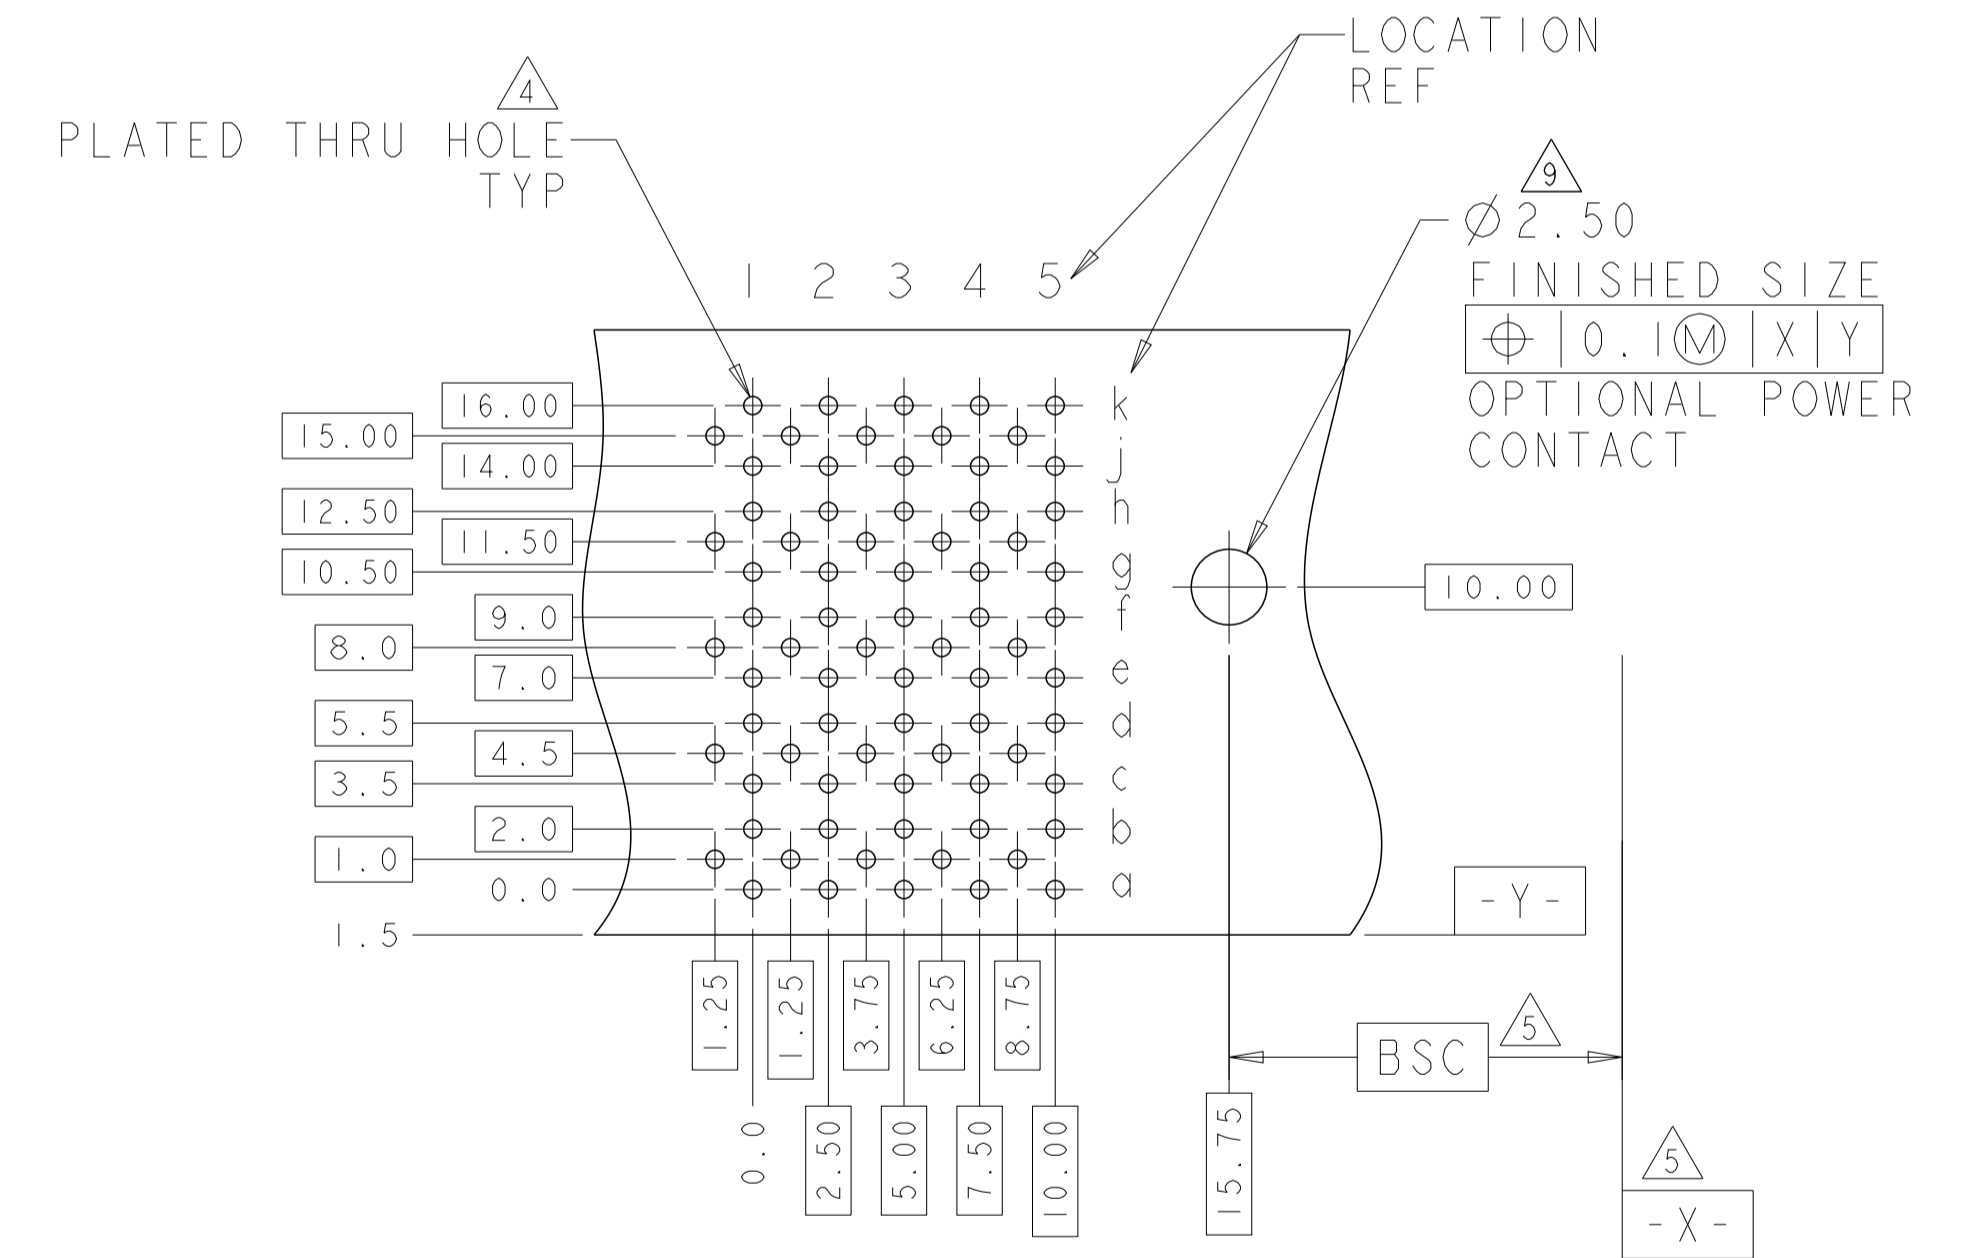 LOCATION
REF
4
PLATED THRU HOLE
TYP
9
Ø2.50
FINISHED SIZE
⌖ 0.1Ⓜ X Y
OPTIONAL POWER
CONTACT
1 2 3 4 5
16.00
k
15.00
14.00
j
12.50
h
11.50
10.50
g
10.00
9.0
f
8.0
7.0
e
5.5
d
4.5
3.5
c
2.0
b
1.0
0.0
a
-Y-
1.5
1.25
1.25
3.75
6.25
8.75
5
BSC
0.0
2.50
5.00
7.50
10.00
15.75
5
-X-